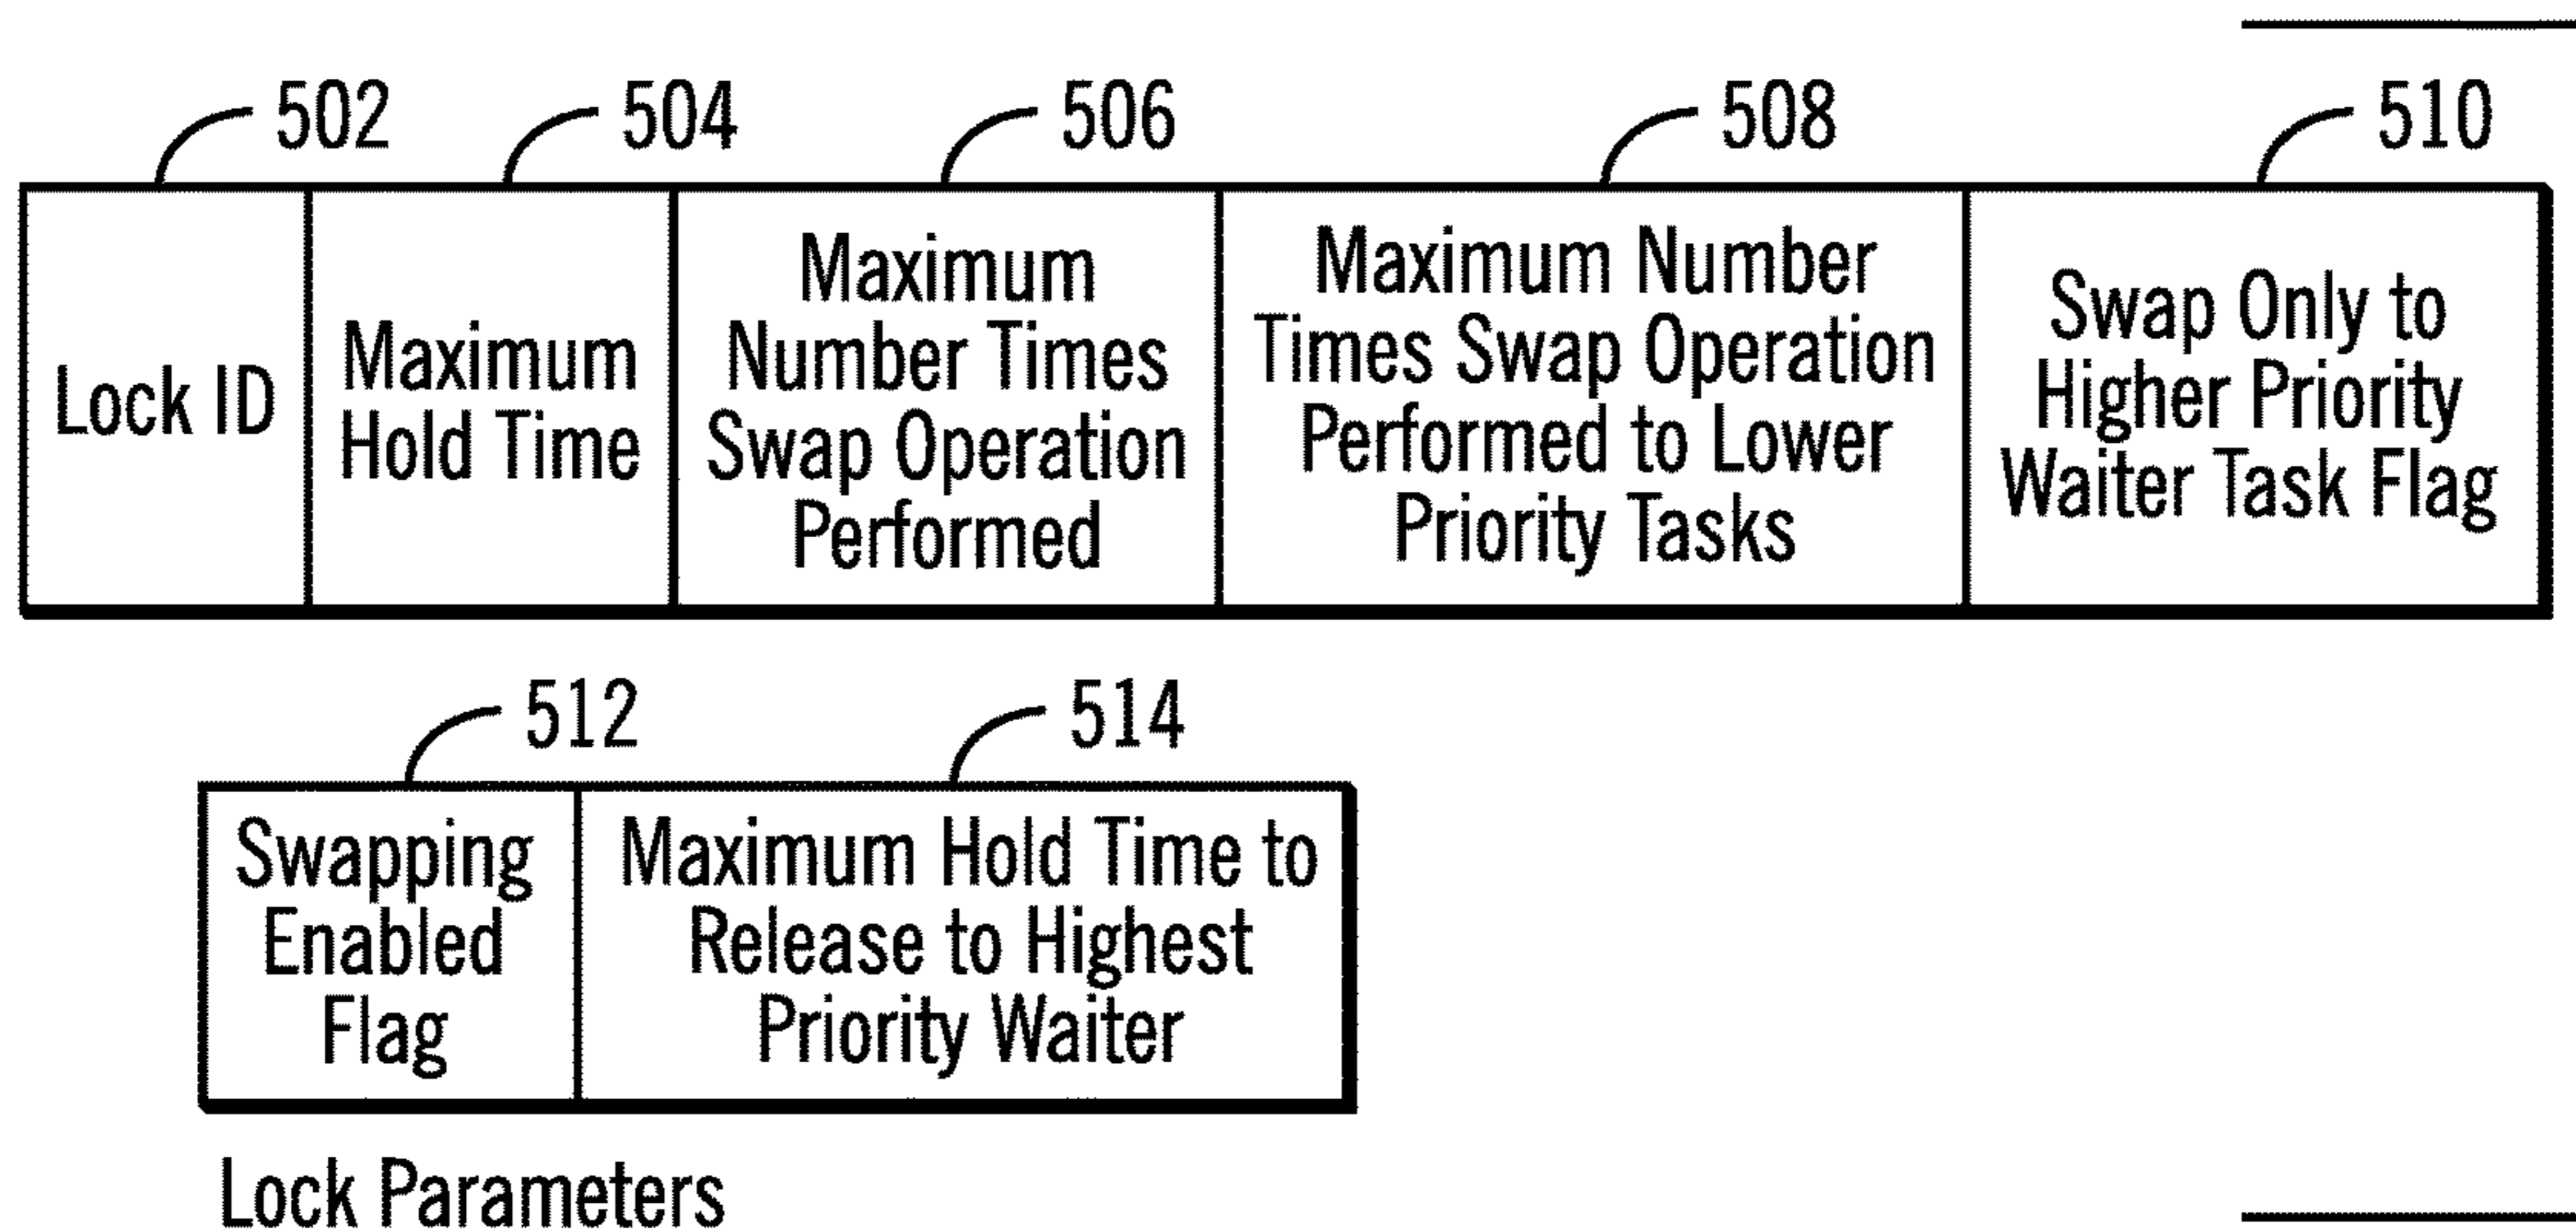 502
504
506
508
510
Lock ID
Maximum
Hold Time
Maximum
Number Times
Swap Operation
Performed
Maximum Number
Times Swap Operation
Performed to Lower
Priority Tasks
Swap Only to
Higher Priority
Waiter Task Flag
512
514
Swapping
Enabled
Flag
Maximum Hold Time to
Release to Highest
Priority Waiter
Lock Parameters